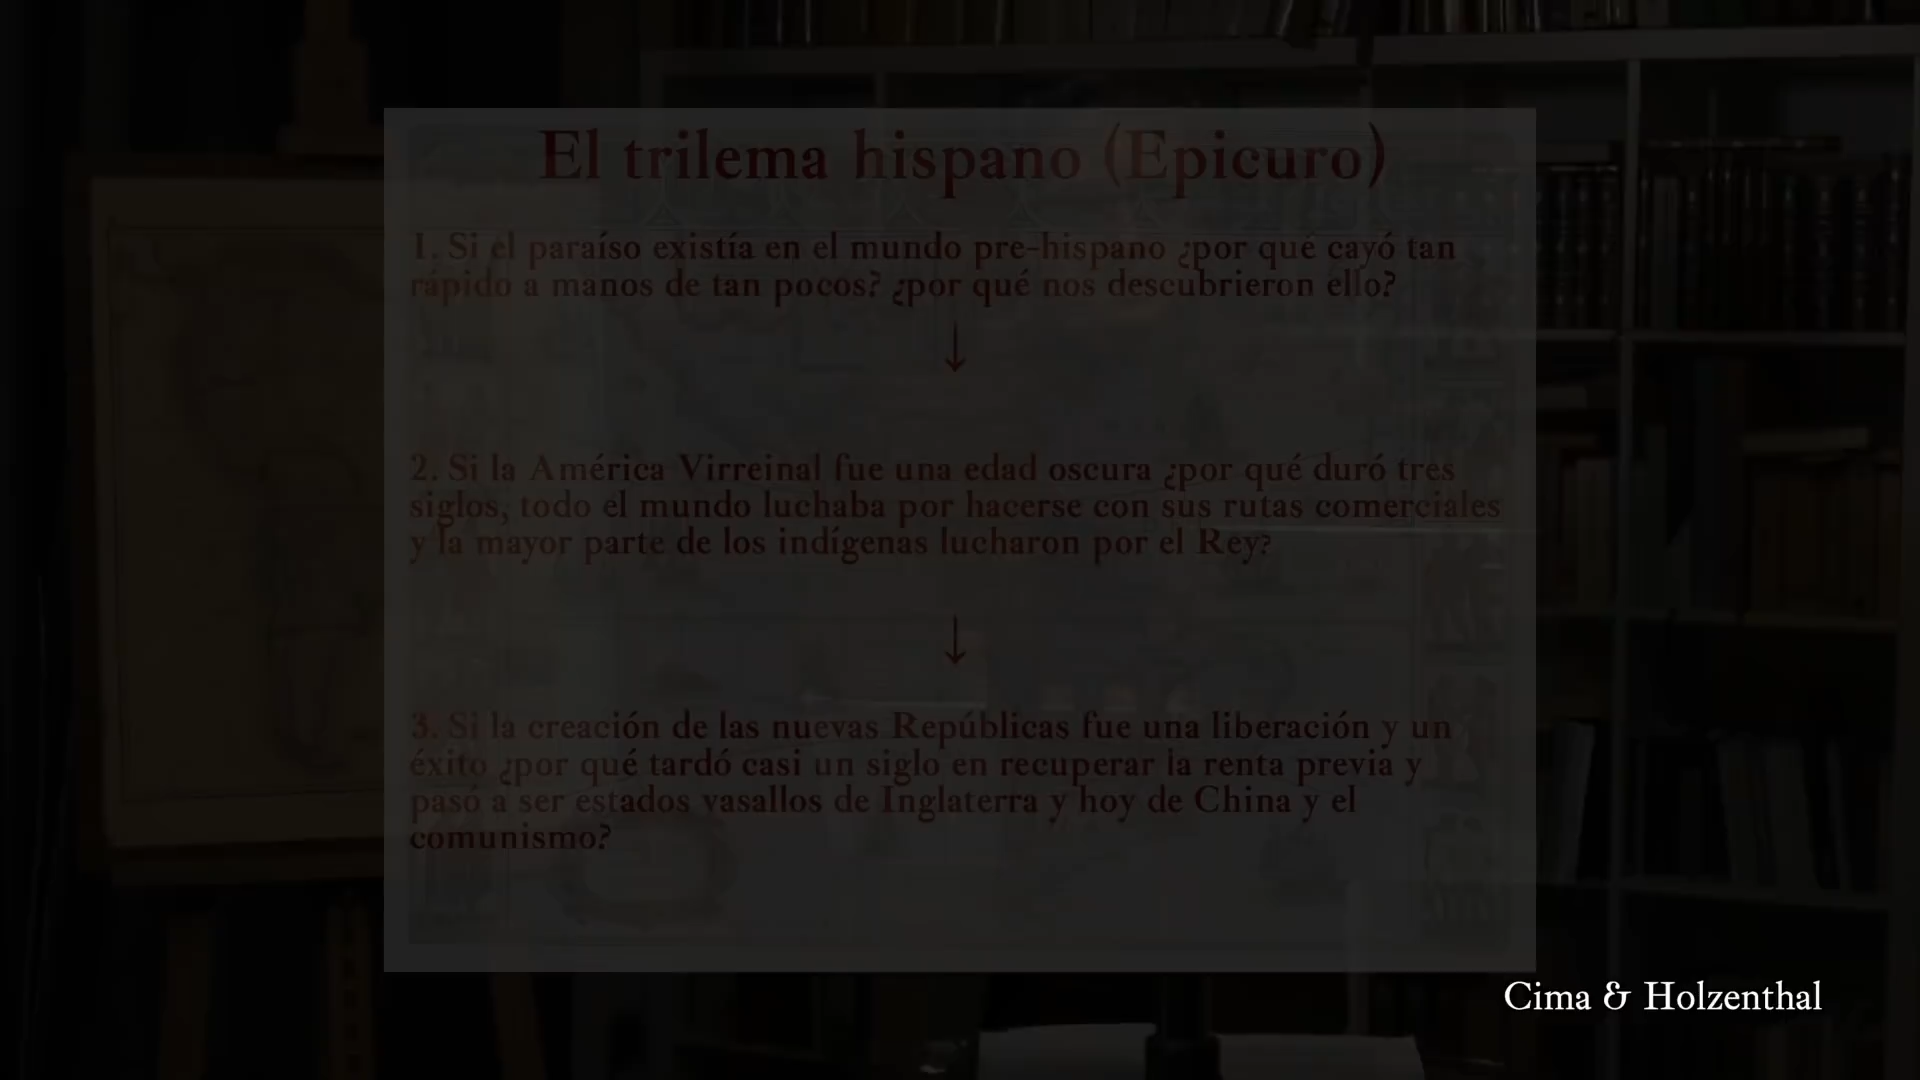 El trilema hispano (Epicuro)
1. Si el paraíso existía en el mundo pre-hispano ¿por qué cayó tan
rápido a manos de tan pocos? ¿por qué nos descubrieron ello?
↓
2. Si la América Virreinal fue una edad oscura ¿por qué duró tres
siglos, todo el mundo luchaba por hacerse con sus rutas comerciales
y la mayor parte de los indígenas lucharon por el Rey?
↓
3. Si la creación de las nuevas Repúblicas fue una liberación y un
éxito ¿por qué tardó casi un siglo en recuperar la renta previa y
pasó a ser estados vasallos de Inglaterra y hoy de China y el
comunismo?
Cima & Holzenthal